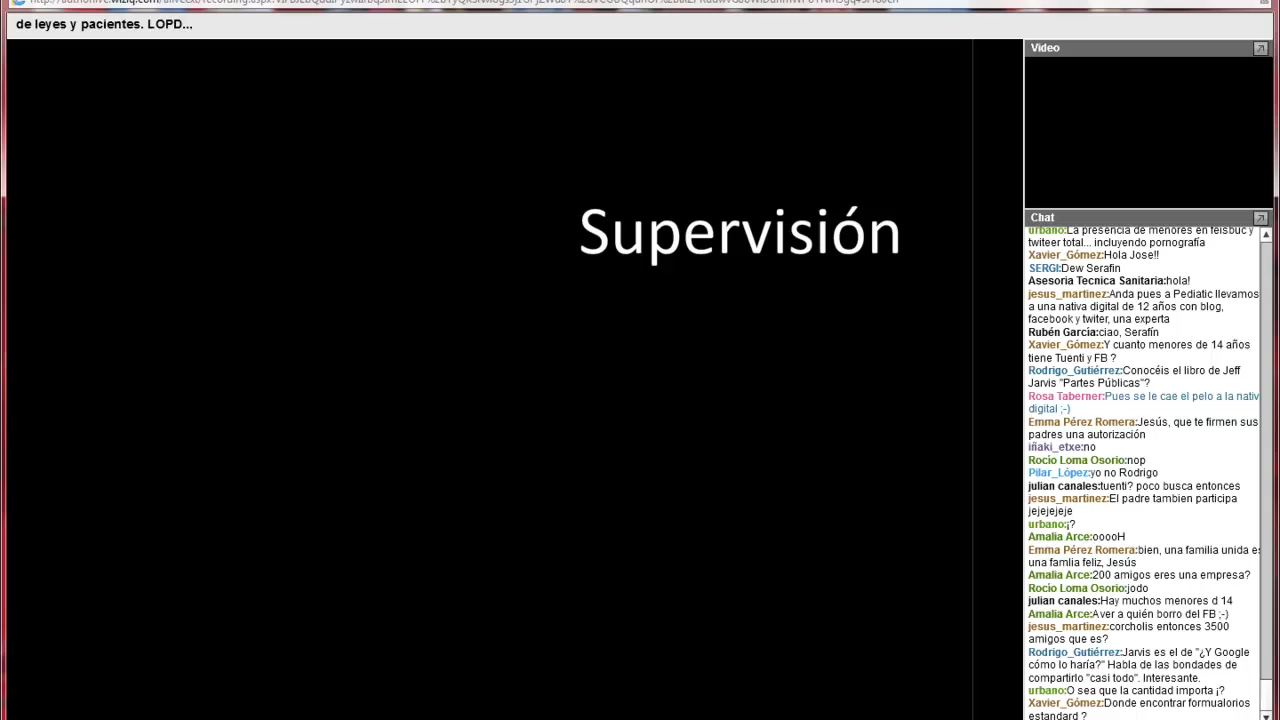 de leyes y pacientes. LOPD...
Supervisión
Video
Chat
urbano:La presencia de menores en feisbuc y
twiteer total... incluyendo pornografía
Xavier_Gómez:Hola Jose!!
SERGI:Dew Serafin
Asesoria Tecnica Sanitaria:hola!
jesus_martinez:Anda pues a Pediatic llevamos
a una nativa digital de 12 años con blog,
facebook y twiter, una experta
Rubén García:ciao, Serafín
Xavier_Gómez:Y cuanto menores de 14 años
tiene Tuenti y FB ?
Rodrigo_Gutiérrez:Conocéis el libro de Jeff
Jarvis "Partes Públicas"?
Rosa Taberner:Pues se le cae el pelo a la nativ
digital ;-)
Emma Pérez Romera:Jesús, que te firmen sus
padres una autorización
iñaki_etxe:no
Rocío Loma Osorio:nop
Pilar_López:yo no Rodrigo
julian canales:tuenti? poco busca entonces
jesus_martinez:El padre tambien participa
jejejejeje
urbano:¡?
Amalia Arce:ooooH
Emma Pérez Romera:bien, una familia unida es
una famlia feliz, Jesús
Amalia Arce:200 amigos eres una empresa?
Rocío Loma Osorio:jodo
julian canales:Hay muchos menores d 14
Amalia Arce:Aver a quién borro del FB ;-)
jesus_martinez:corcholis entonces 3500
amigos que es?
Rodrigo_Gutiérrez:Jarvis es el de "¿Y Google
cómo lo haría?" Habla de las bondades de
compartirlo "casi todo". Interesante.
urbano:O sea que la cantidad importa ¡?
Xavier_Gómez:Donde encontrar formualorios
estandard ?